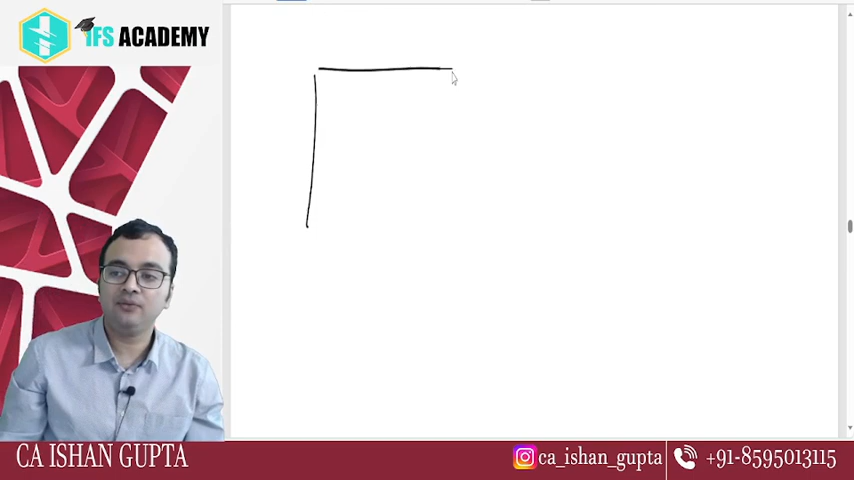 IFS ACADEMY
CA ISHAN GUPTA
ca_ishan_gupta
+91-8595013115